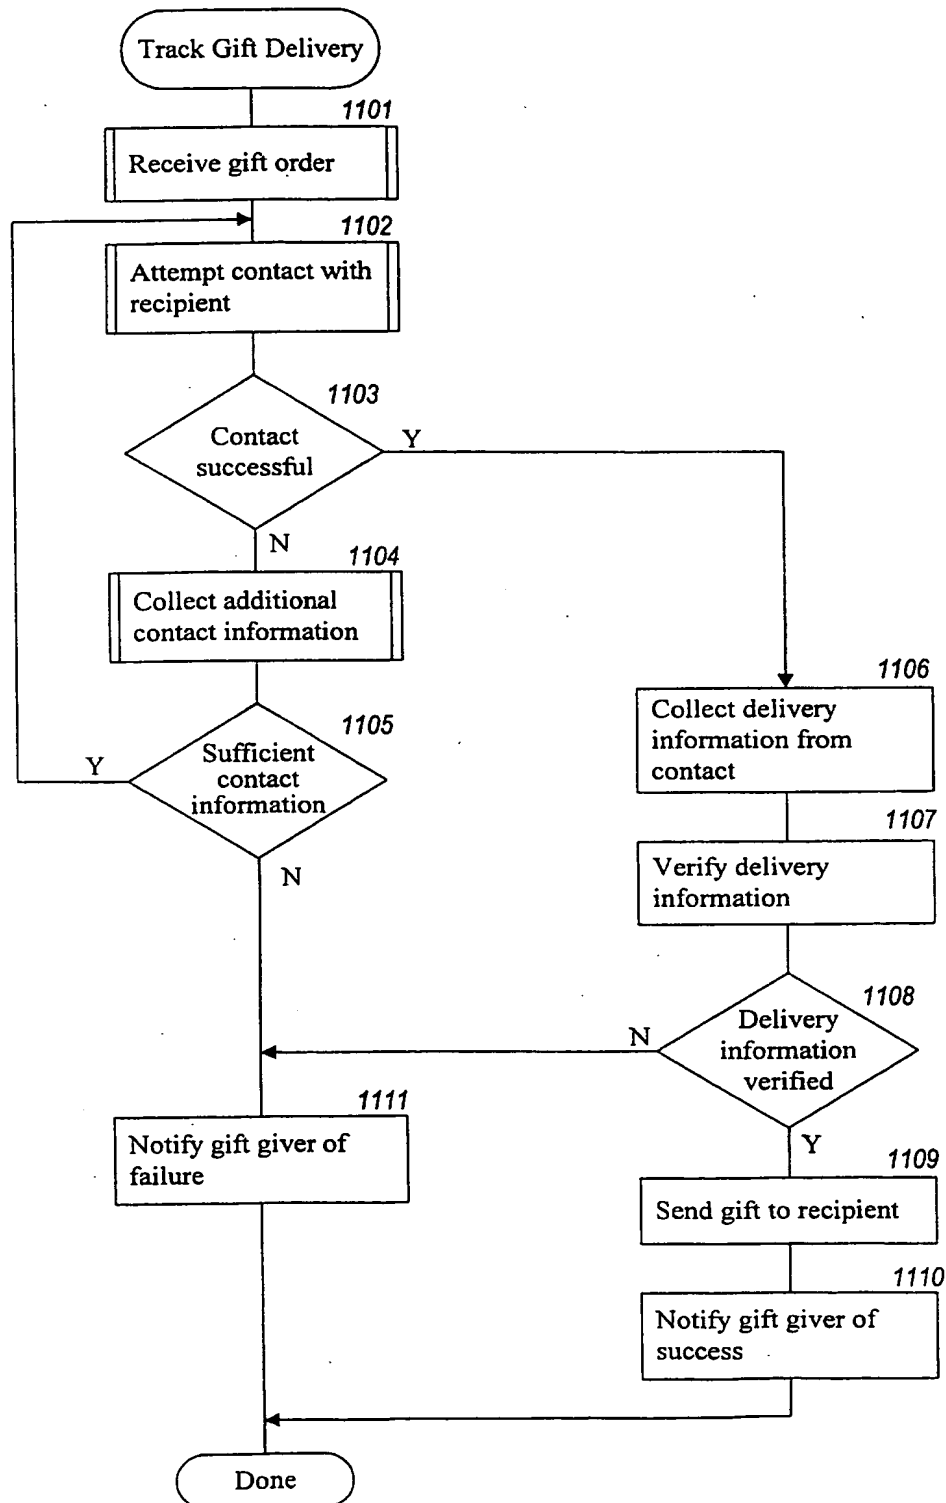 Track Gift Delivery
1101
Receive gift order
1102
Attempt contact with
recipient
1103
Contact
successful
Y
N
1104
Collect additional
contact information
1105
Sufficient
contact
information
Y
N
1106
Collect delivery
information from
contact
1107
Verify delivery
information
1108
Delivery
information
verified
N
Y
1109
Send gift to recipient
1110
Notify gift giver of
success
1111
Notify gift giver of
failure
Done